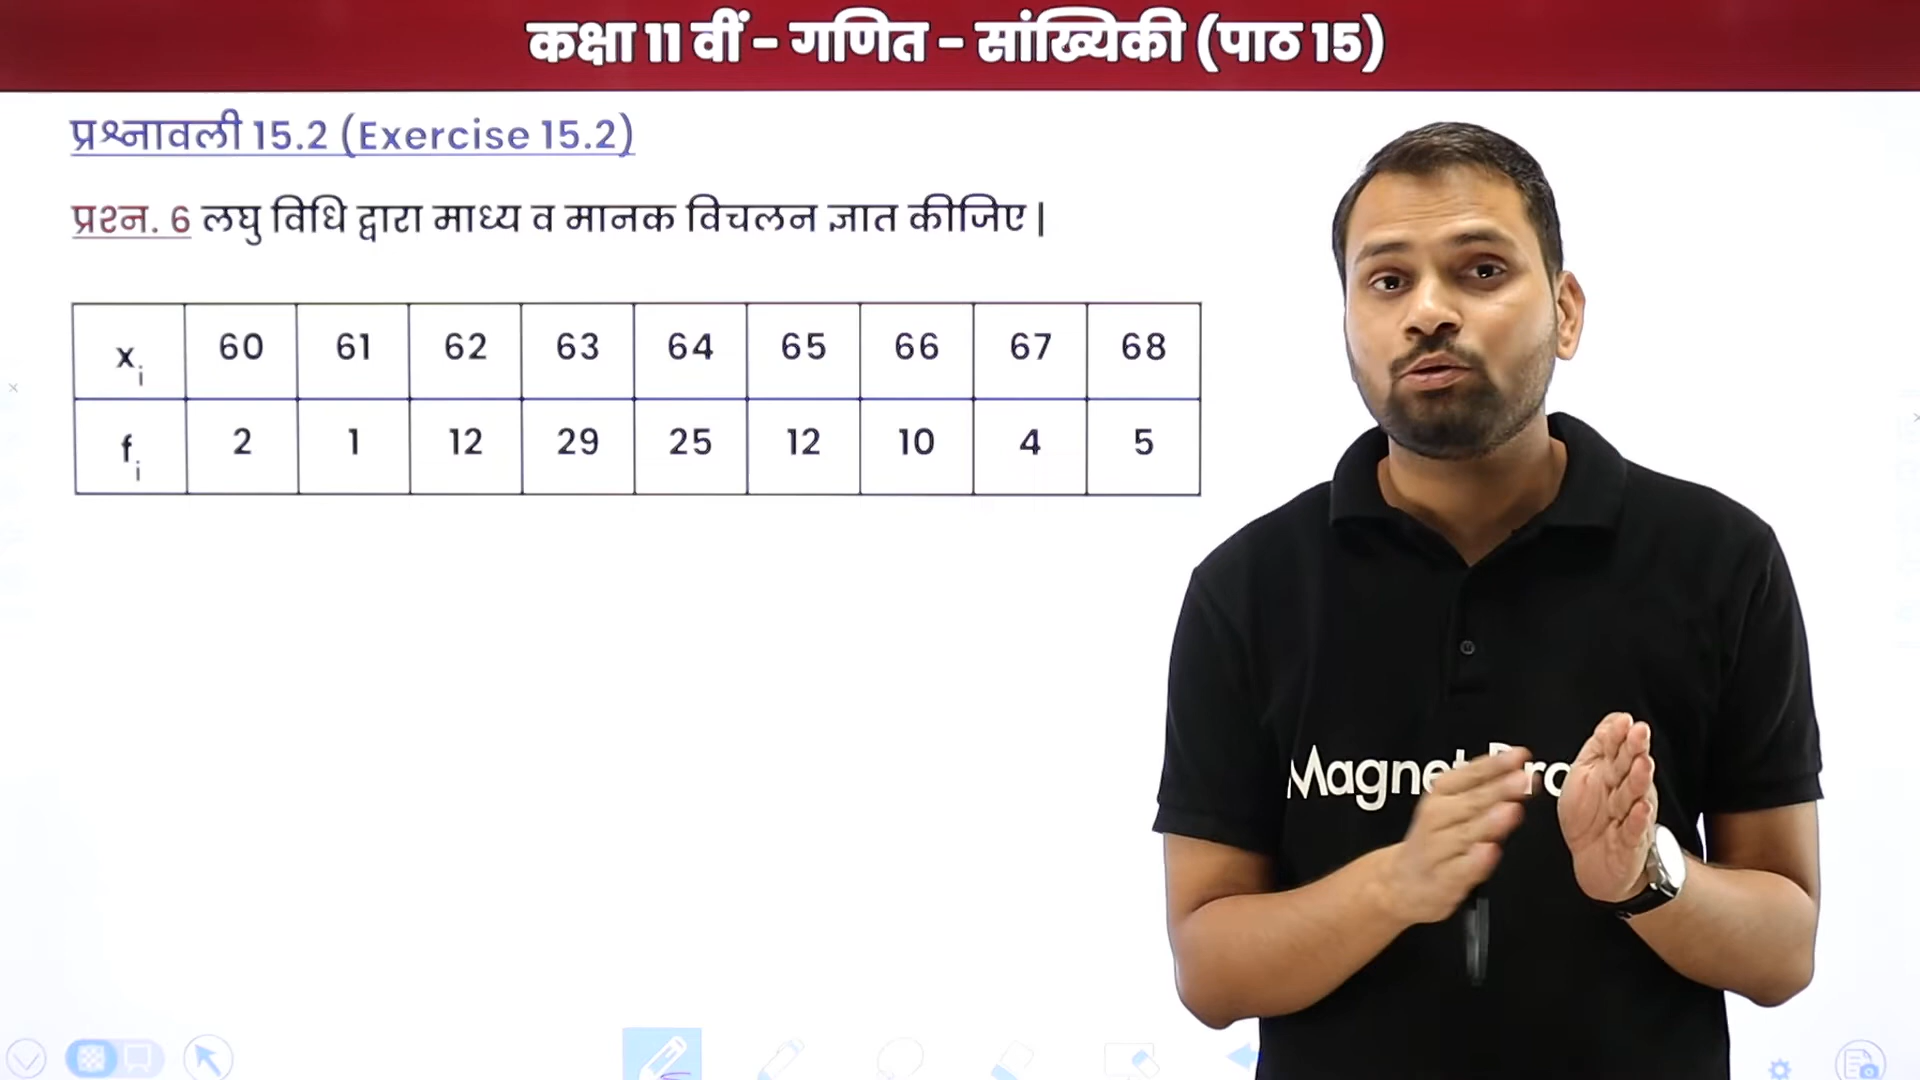 कक्षा 11 वीं - गणित - सांख्यिकी (पाठ 15)
प्रश्नावली 15.2 (Exercise 15.2)
प्रश्न. 6 लघु विधि द्वारा माध्य व मानक विचलन ज्ञात कीजिए |
xi 60 61 62 63 64 65 66 67 68
fi 2 1 12 29 25 12 10 4 5
Magnet